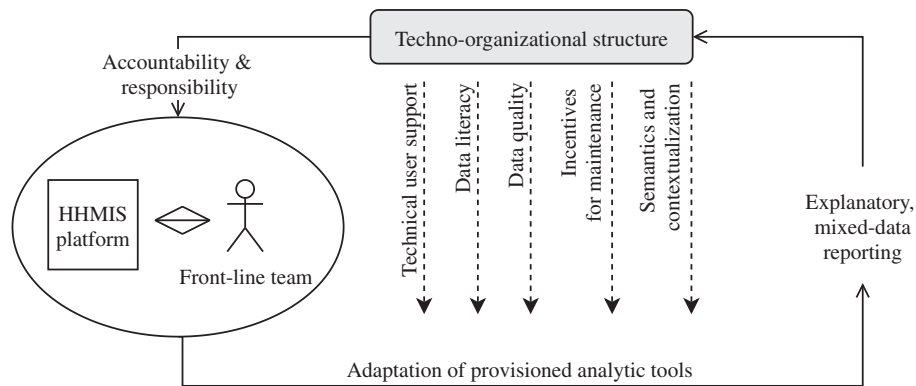 Techno-organizational structure
Accountability &
responsibility
HHMIS
platform
Front-line team
Technical user support
Data literacy
Data quality
Incentives
for maintenance
Semantics and
contextualization
Explanatory,
mixed-data
reporting
Adaptation of provisioned analytic tools